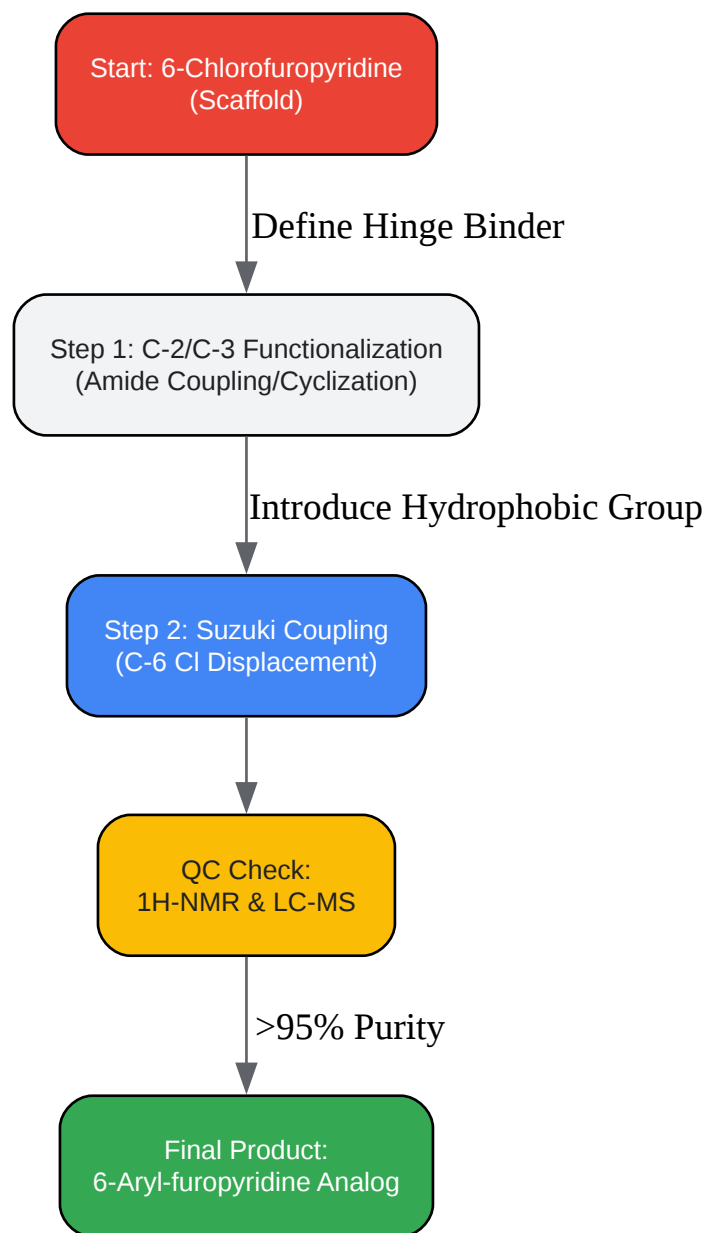 Start: 6-Chlorofuropyridine
(Scaffold)
Define Hinge Binder
Step 1: C-2/C-3 Functionalization
(Amide Coupling/Cyclization)
Introduce Hydrophobic Group
Step 2: Suzuki Coupling
(C-6 Cl Displacement)
QC Check:
1H-NMR & LC-MS
>95% Purity
Final Product:
6-Aryl-furopyridine Analog